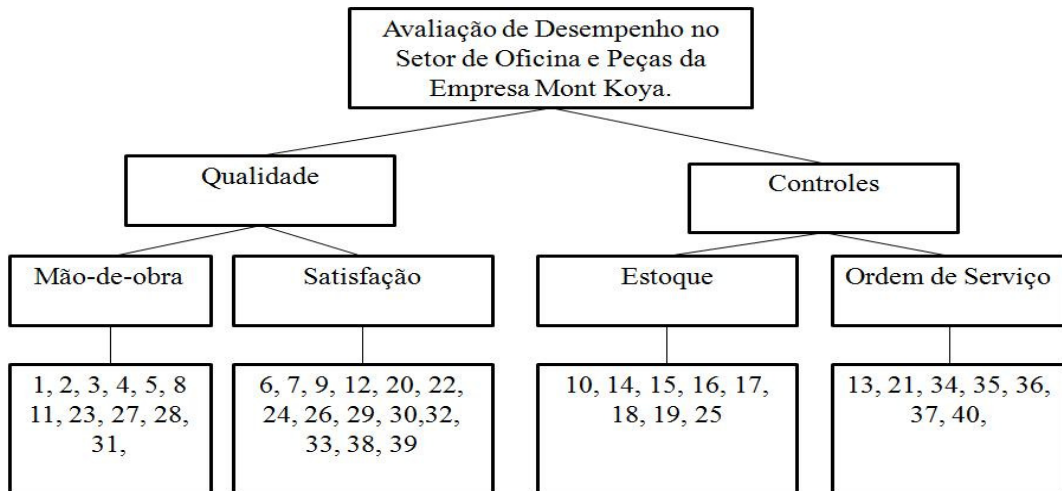 Avaliação de Desempenho no
Setor de Oficina e Peças da
Empresa Mont Koya.
Qualidade
Controles
Mão-de-obra
Satisfação
Estoque
Ordem de Serviço
1, 2, 3, 4, 5, 8
11, 23, 27, 28,
31,
6, 7, 9, 12, 20, 22,
24, 26, 29, 30,32,
33, 38, 39
10, 14, 15, 16, 17,
18, 19, 25
13, 21, 34, 35, 36,
37, 40,